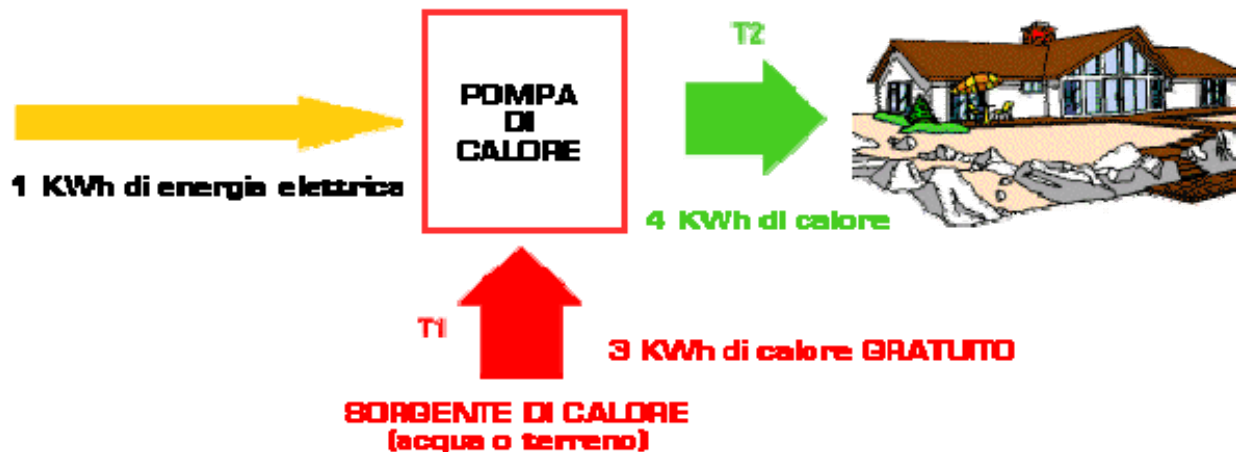 T2
POMPA
DI
CALORE
1 KWh di energia elettrica
4 KWh di calore
T1
3 KWh di calore GRATUITO
SORGENTE DI CALORE
(acqua o terreno)